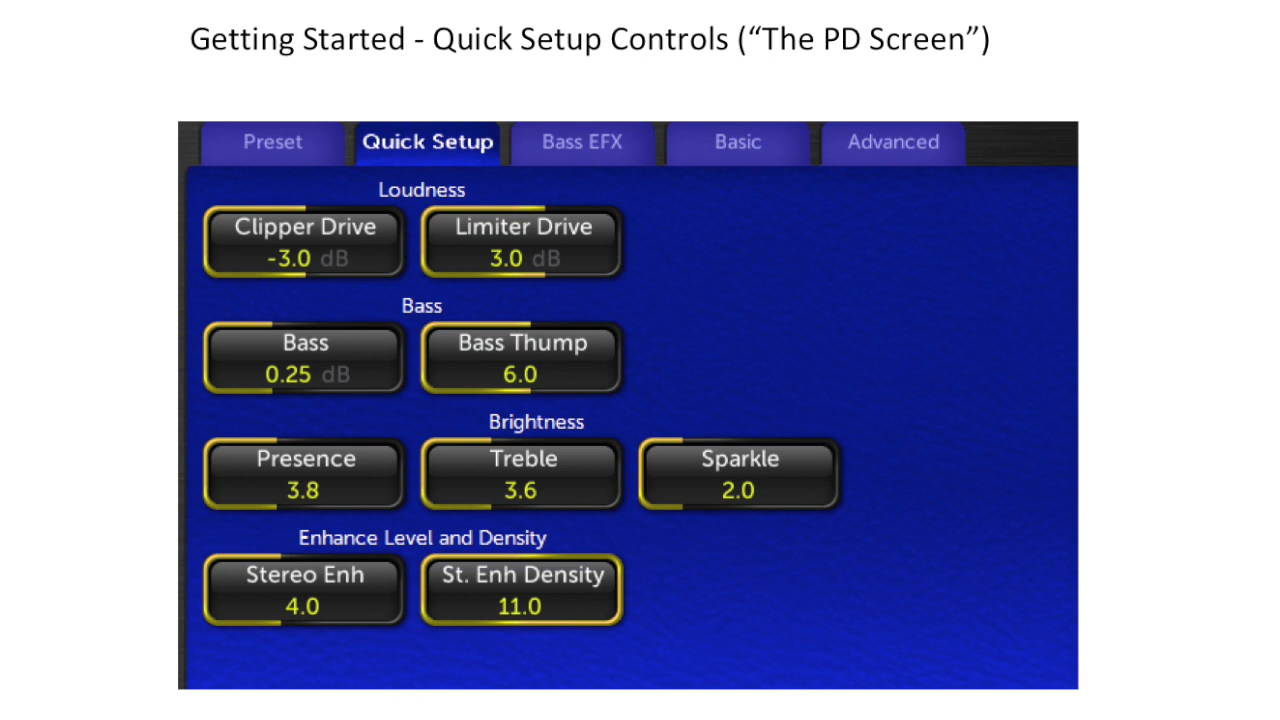 Getting Started - Quick Setup Controls (“The PD Screen”)
Preset Quick Setup Bass EFX Basic Advanced
Loudness
Clipper Drive Limiter Drive
-3.0 dB 3.0 dB
Bass
Bass Bass Thump
0.25 dB 6.0
Brightness
Presence Treble Sparkle
3.8 3.6 2.0
Enhance Level and Density
Stereo Enh St. Enh Density
4.0 11.0